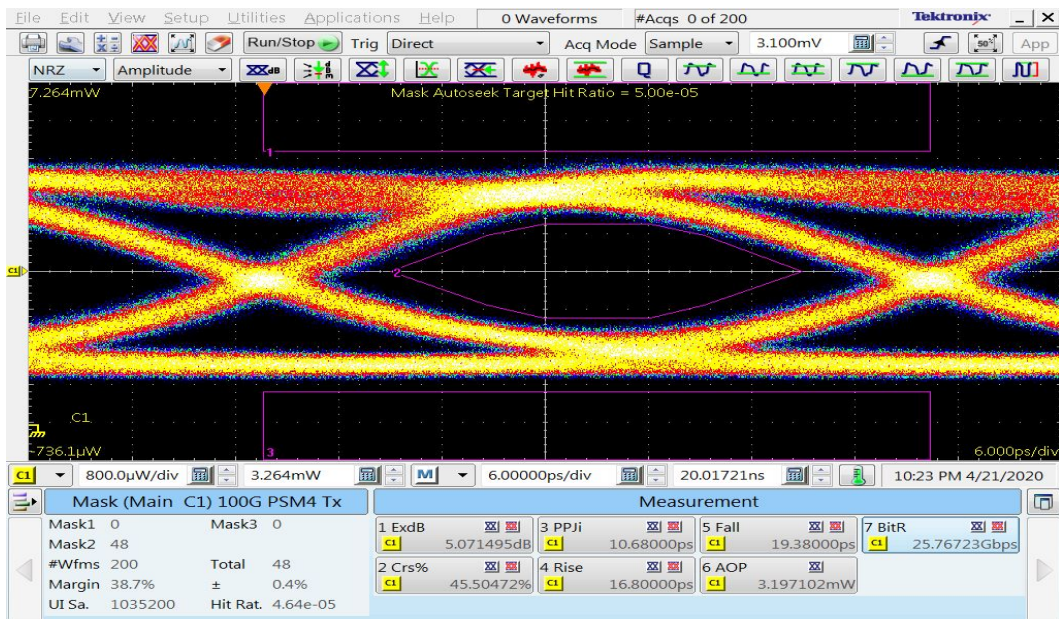 File Edit View Setup Utilities Applications Help 0 Waveforms #Acqs 0 of 200 Tektronix
Run/Stop Trig Direct Acq Mode Sample 3.100mV 50% App
NRZ Amplitude dB Q
7.264mW Mask Autoseek Target Hit Ratio = 5.00e-05
1
C1 2
C1
-736.1µW 3 6.000ps/div
C1 800.0µW/div 3.264mW M 6.00000ps/div 20.01721ns 10:23 PM 4/21/2020
Mask (Main C1) 100G PSM4 Tx Measurement
Mask1 0 Mask3 0
Mask2 48
#Wfms 200 Total 48
Margin 38.7% ± 0.4%
UI Sa. 1035200 Hit Rat. 4.64e-05
1 ExdB 3 PPJi 5 Fall 7 BitR
C1 5.071495dB C1 10.68000ps C1 19.38000ps C1 25.76723Gbps
2 Crs% 4 Rise 6 AOP
C1 45.50472% C1 16.80000ps C1 3.197102mW